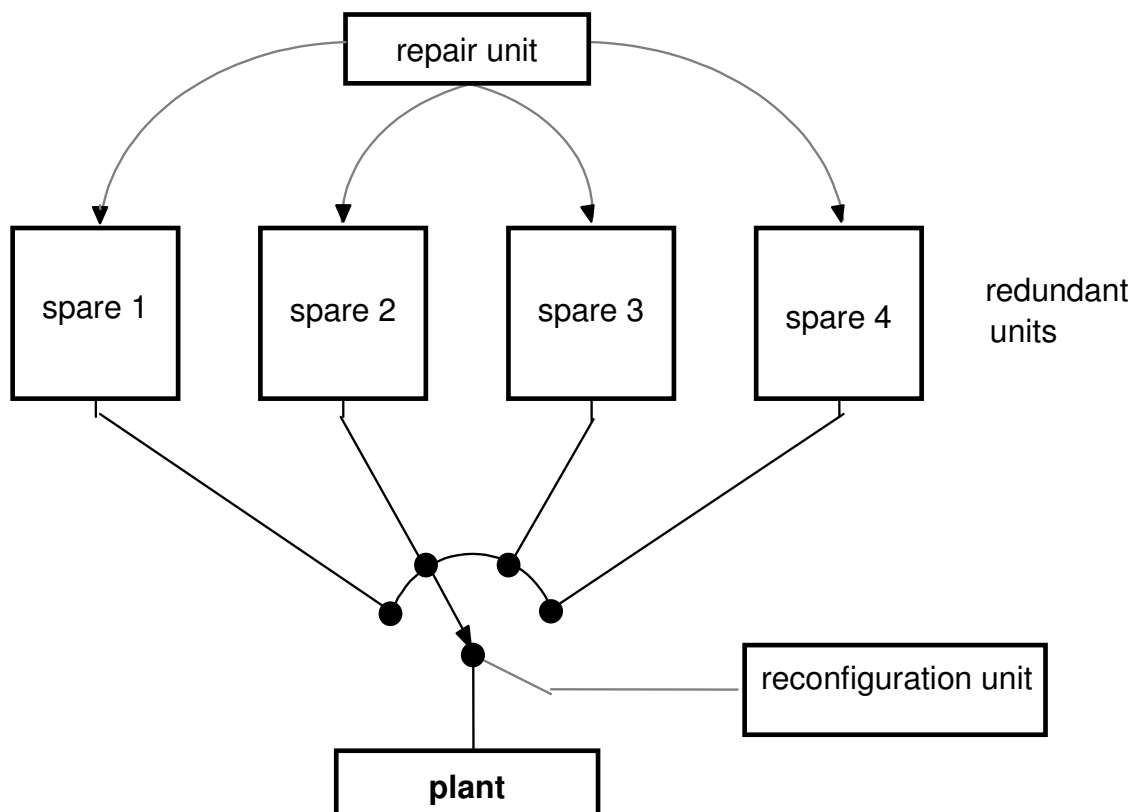 repair unit
spare 1
spare 2
spare 3
spare 4
redundant
units
reconfiguration unit
plant